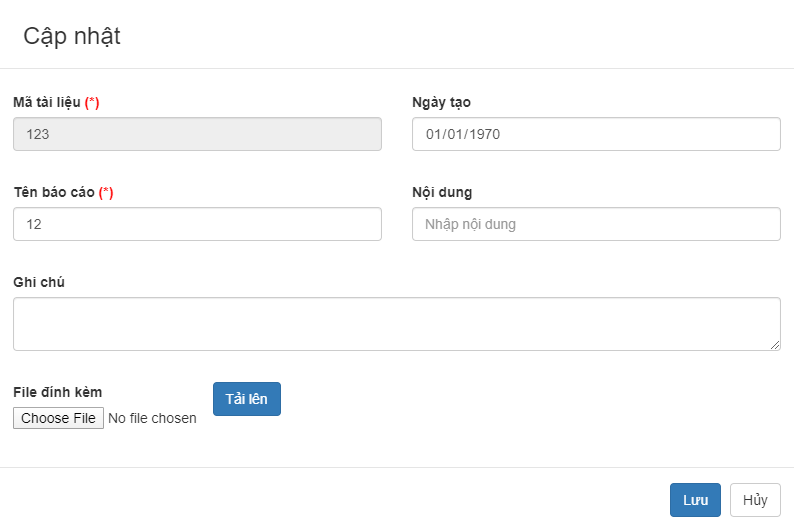 Cập nhật
Mã tài liệu (*)
Ngày tạo
123
01/01/1970
Tên báo cáo (*)
Nội dung
12
Nhập nội dung
Ghi chú
File đính kèm
Tải lên
Choose File No file chosen
Lưu
Hủy